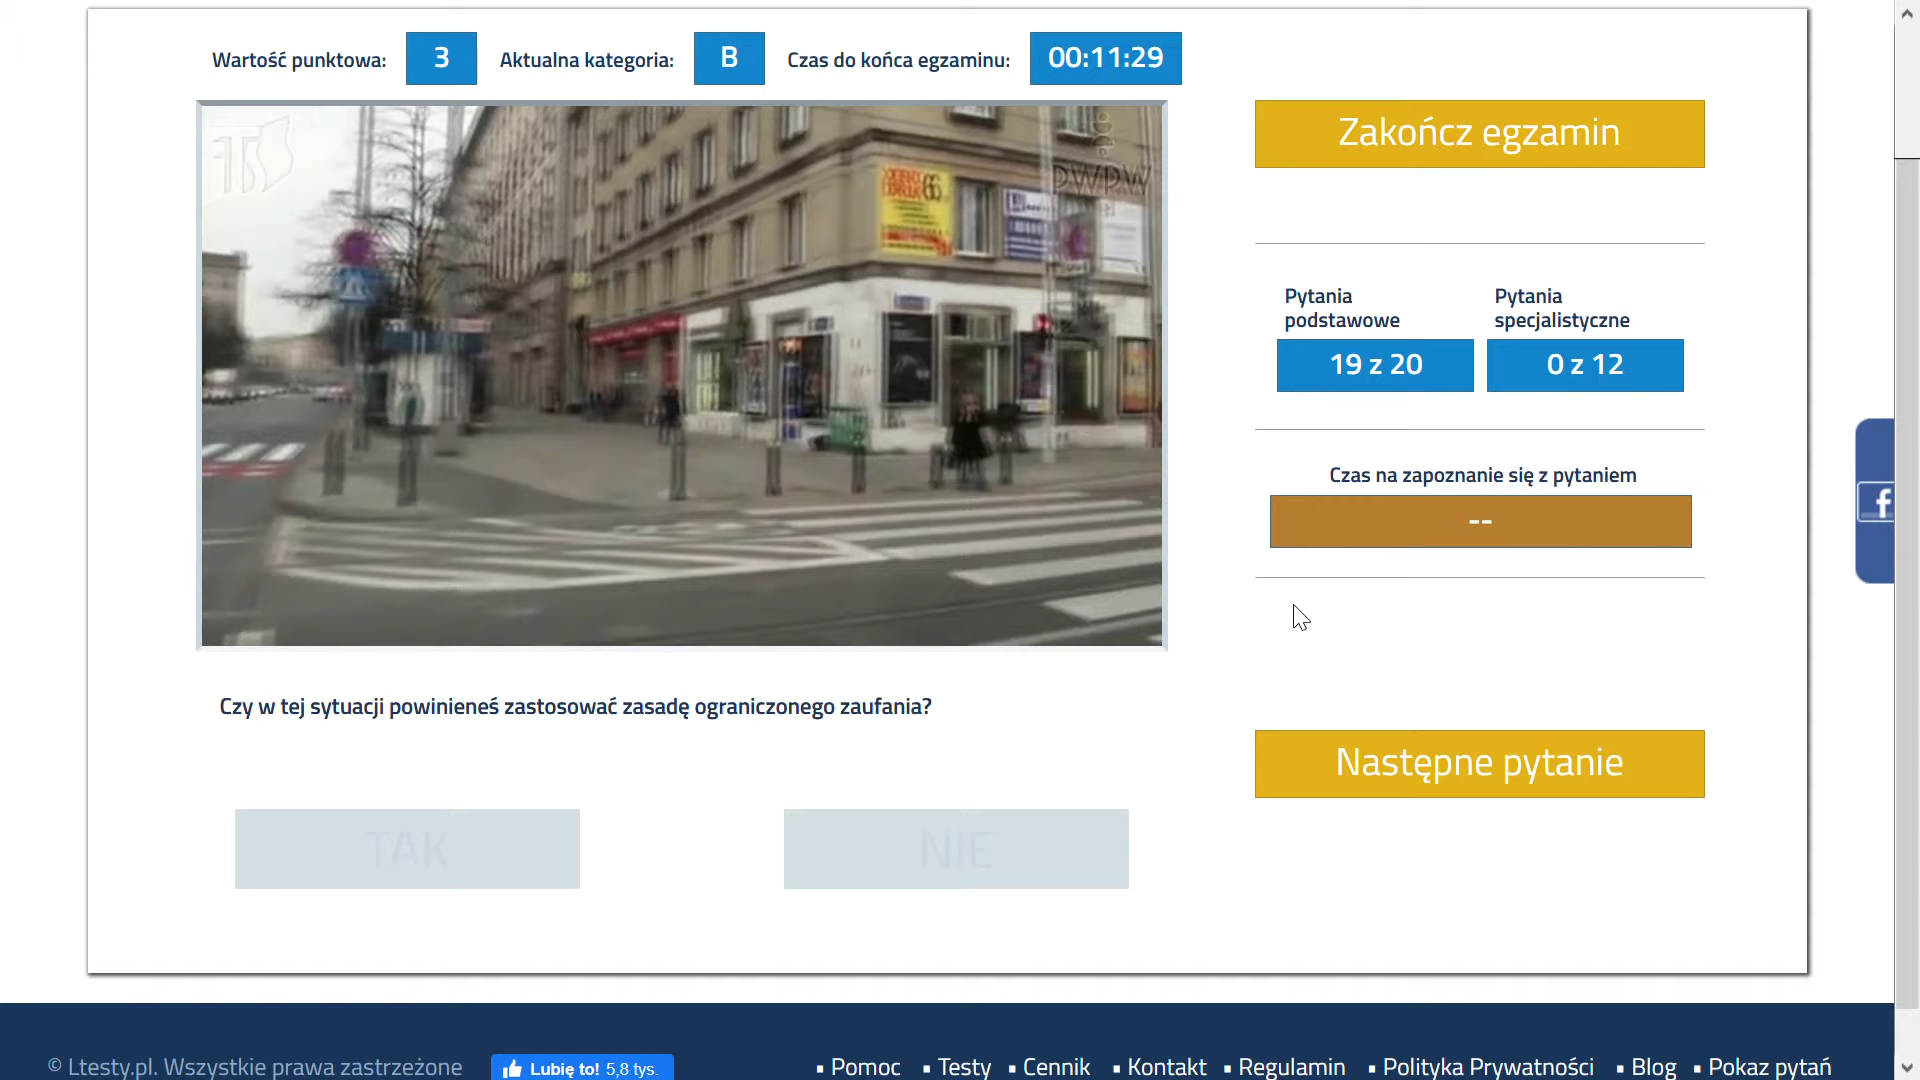 Wartość punktowa: 3 Aktualna kategoria: B Czas do końca egzaminu: 00:11:29
Zakończ egzamin
PWPW
Pytania podstawowe
19 z 20
Pytania specjalistyczne
0 z 12
Czas na zapoznanie się z pytaniem
--
Czy w tej sytuacji powinieneś zastosować zasadę ograniczonego zaufania?
TAK
NIE
Następne pytanie
© Ltesty.pl. Wszystkie prawa zastrzeżone
Lubię to! 5,8 tys.
▪ Pomoc ▪ Testy ▪ Cennik ▪ Kontakt ▪ Regulamin ▪ Polityka Prywatności ▪ Blog ▪ Pokaz pytań